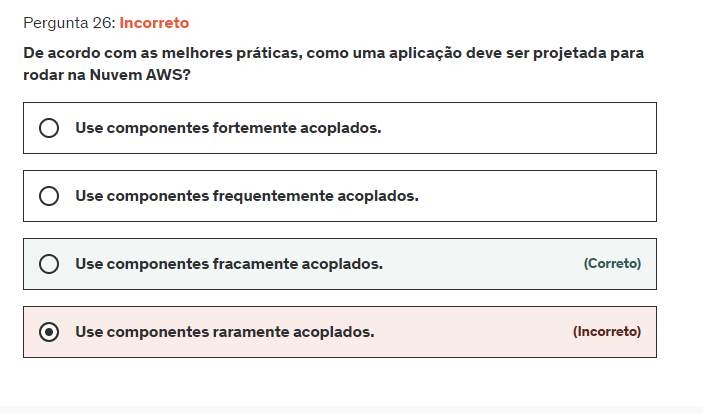 Pergunta 26: Incorreto
De acordo com as melhores práticas, como uma aplicação deve ser projetada para
rodar na Nuvem AWS?
Use componentes fortemente acoplados.
Use componentes frequentemente acoplados.
Use componentes fracamente acoplados. (Correto)
Use componentes raramente acoplados. (Incorreto)